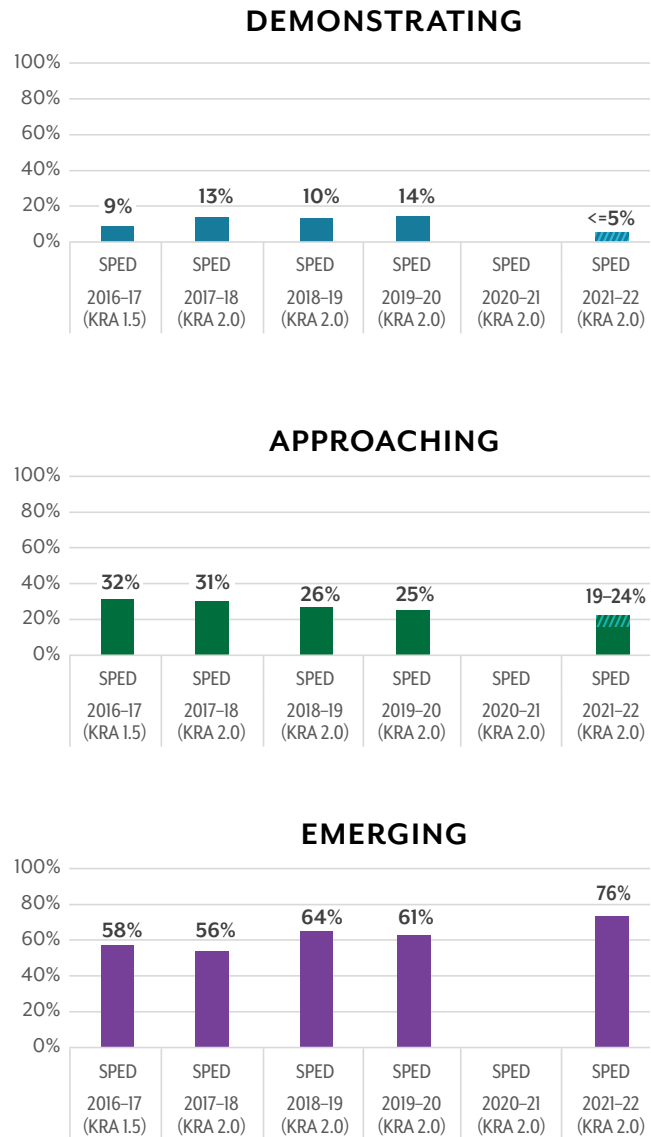 DEMONSTRATING
100%
80%
60%
40%
20%
0%
9%
13%
10%
14%
<=5%
SPED SPED SPED SPED SPED SPED
2016–17 2017–18 2018–19 2019–20 2020–21 2021–22
(KRA 1.5) (KRA 2.0) (KRA 2.0) (KRA 2.0) (KRA 2.0) (KRA 2.0)
APPROACHING
100%
80%
60%
40%
20%
0%
32%
31%
26%
25%
19–24%
SPED SPED SPED SPED SPED SPED
2016–17 2017–18 2018–19 2019–20 2020–21 2021–22
(KRA 1.5) (KRA 2.0) (KRA 2.0) (KRA 2.0) (KRA 2.0) (KRA 2.0)
EMERGING
100%
80%
60%
40%
20%
0%
58%
56%
64%
61%
76%
SPED SPED SPED SPED SPED SPED
2016–17 2017–18 2018–19 2019–20 2020–21 2021–22
(KRA 1.5) (KRA 2.0) (KRA 2.0) (KRA 2.0) (KRA 2.0) (KRA 2.0)